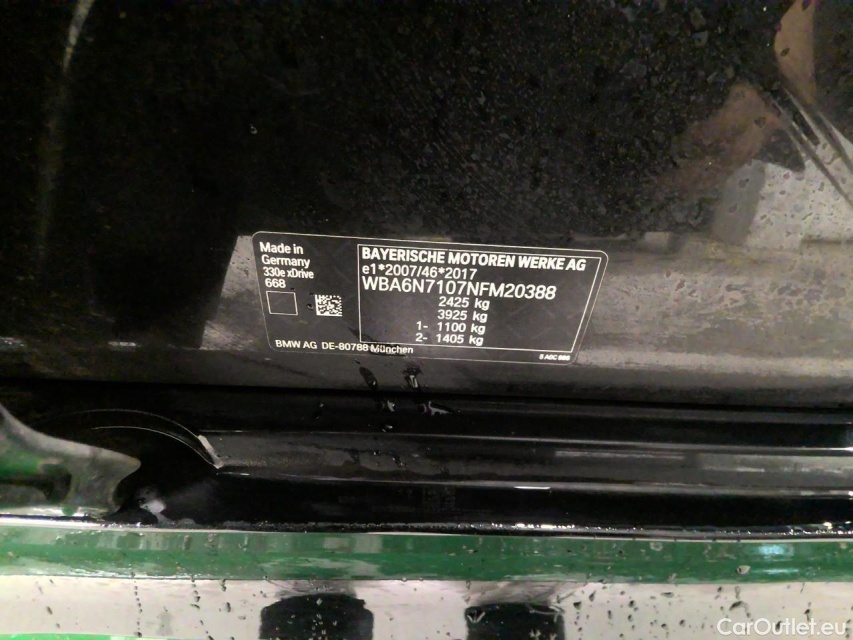 Made in
Germany
330e xDrive
668
BAYERISCHE MOTOREN WERKE AG
e1*2007/46*2017
WBA6N7107NFM20388
2425 kg
3925 kg
1- 1100 kg
2- 1405 kg
BMW AG DE-80788 München
CarOutlet.eu